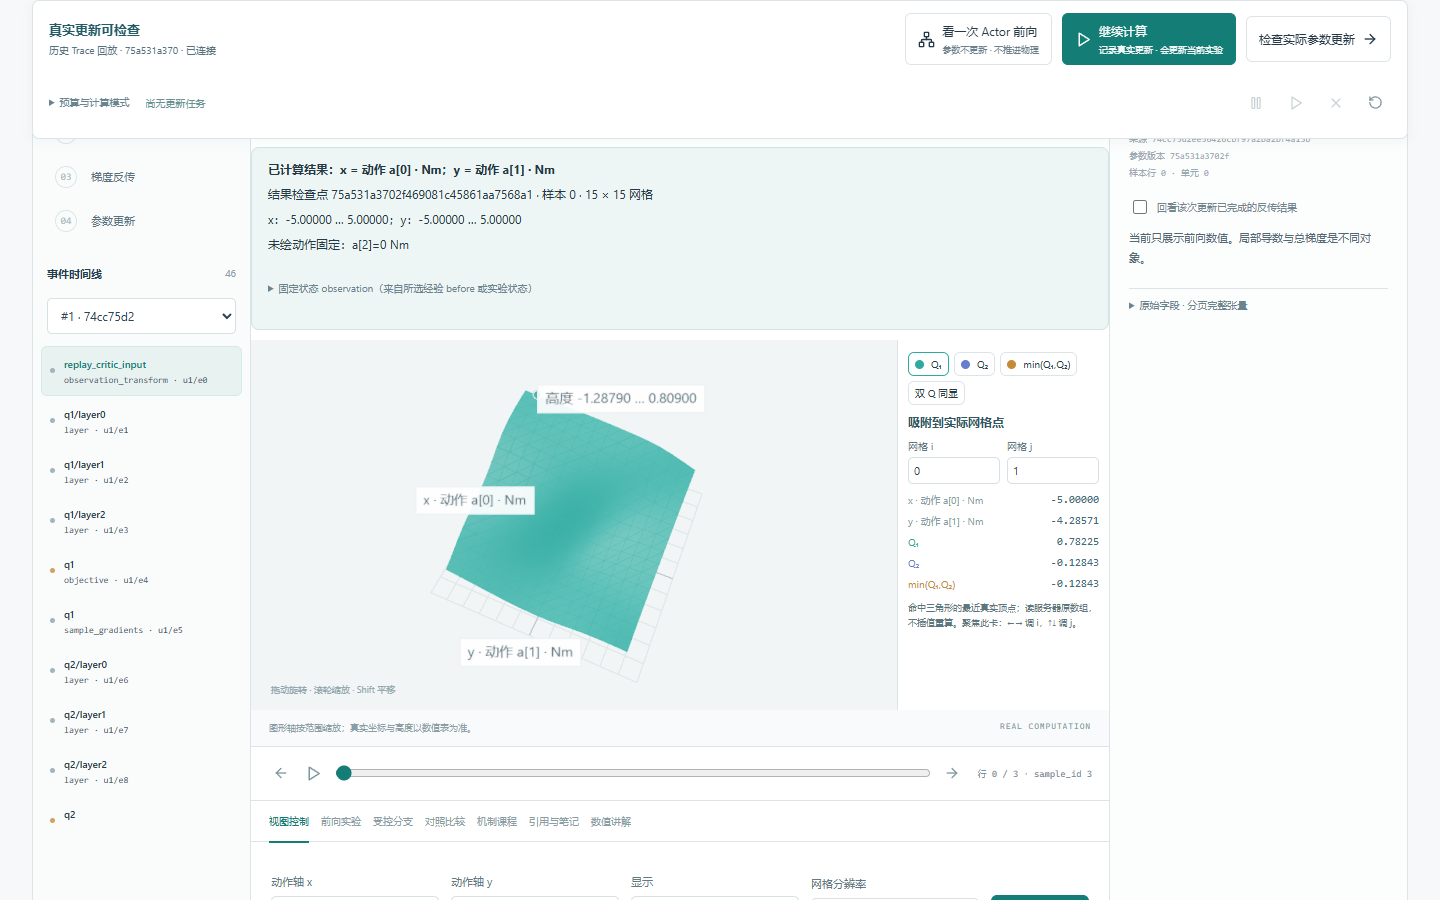 真实更新可检查
历史 Trace 回放 · 75a531a370 · 已连接
看一次 Actor 前向
参数不更新 · 不推进物理
继续计算
记录真实更新 · 会更新当前实验
检查实际参数更新
预算与计算模式
尚无更新任务
03
梯度反传
04
参数更新
事件时间线
46
#1 · 74cc75d2
replay_critic_input
observation_transform · u1/e0
q1/layer0
layer · u1/e1
q1/layer1
layer · u1/e2
q1/layer2
layer · u1/e3
q1
objective · u1/e4
q1
sample_gradients · u1/e5
q2/layer0
layer · u1/e6
q2/layer1
layer · u1/e7
q2/layer2
layer · u1/e8
q2
已计算结果：x = 动作 a[0] · Nm；y = 动作 a[1] · Nm
结果检查点 75a531a3702f469081c45861aa7568a1 · 样本 0 · 15 × 15 网格
x：-5.00000 … 5.00000；y：-5.00000 … 5.00000
未绘动作固定：a[2]=0 Nm
固定状态 observation（来自所选经验 before 或实验状态）
高度 -1.28790 … 0.80900
x · 动作 a[0] · Nm
y · 动作 a[1] · Nm
拖动旋转 · 滚轮缩放 · Shift 平移
Q₁
Q₂
min(Q₁,Q₂)
双 Q 同显
吸附到实际网格点
网格 i
网格 j
0
1
x · 动作 a[0] · Nm
-5.00000
y · 动作 a[1] · Nm
-4.28571
Q₁
0.78225
Q₂
-0.12843
min(Q₁,Q₂)
-0.12843
命中三角形的最近真实顶点：读服务器原数组，
不插值重算。聚焦此卡：←→ 调 i，↑↓ 调 j。
图形轴按范围缩放；真实坐标与高度以数值表为准。
REAL COMPUTATION
行 0 / 3 · sample_id 3
视图控制
前向实验
受控分支
对照比较
机制课程
引用与笔记
数值讲解
动作轴 x
动作轴 y
显示
网格分辨率
参数版本 75a531a3702f
样本行 0 · 单元 0
回看该次更新已完成的反传结果
当前只展示前向数值。局部导数与总梯度是不同对
象。
原始字段 · 分页完整张量